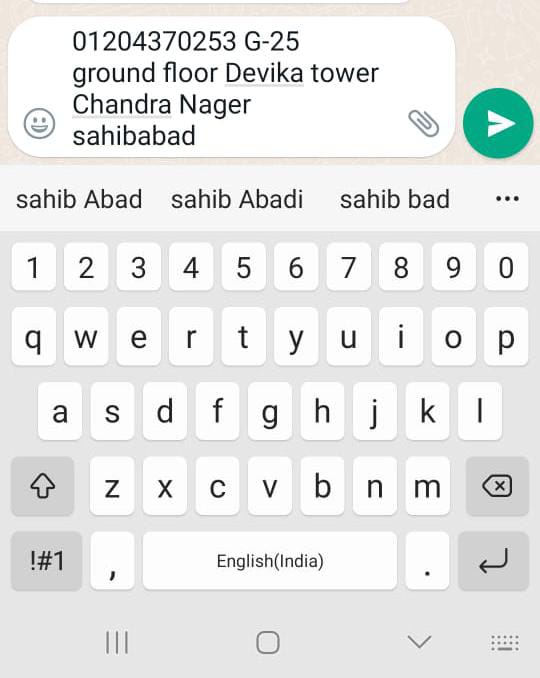 01204370253 G-25
ground floor Devika tower
Chandra Nager
sahibabad
sahib Abad sahib Abadi sahib bad
1 2 3 4 5 6 7 8 9 0
q w e r t y u i o p
a s d f g h j k l
z x c v b n m
!#1 , English(India) .